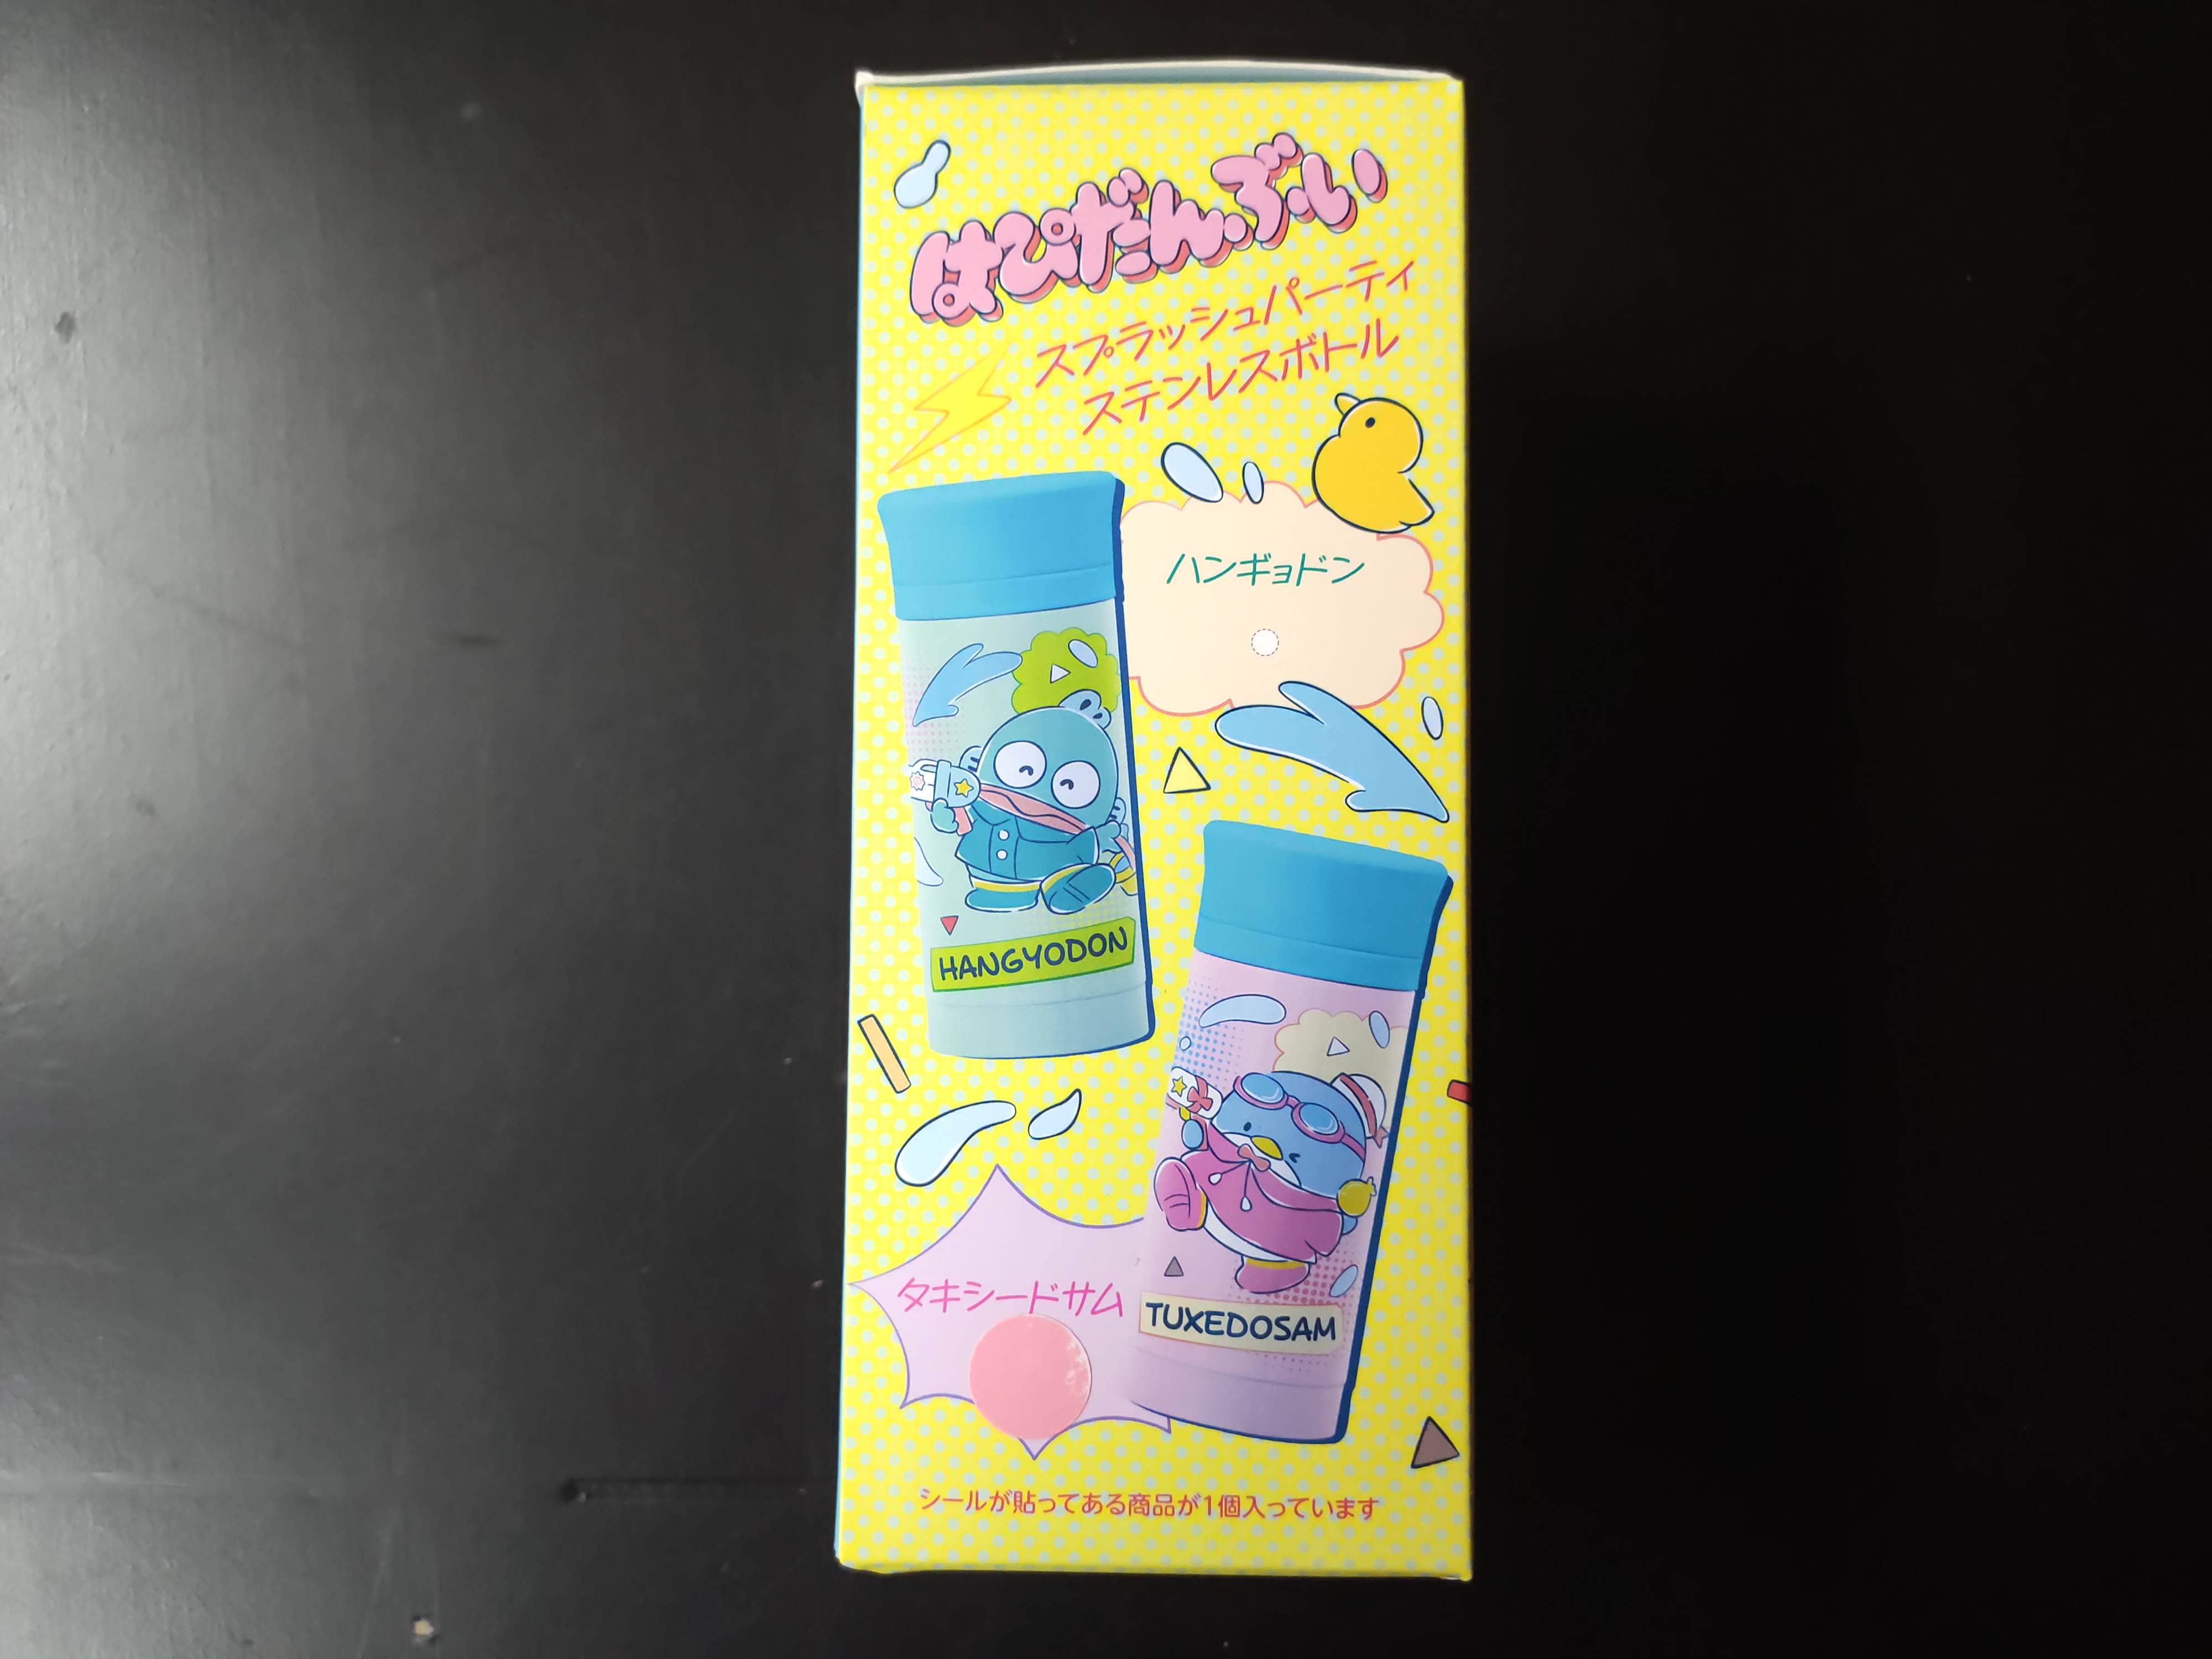 はぴだんぶい
スプラッシュパーティ
ステンレスボトル
ハンギョドン
HANGYODON
TUXEDOSAM
タキシードサム
シールが貼ってある商品が1個入っています